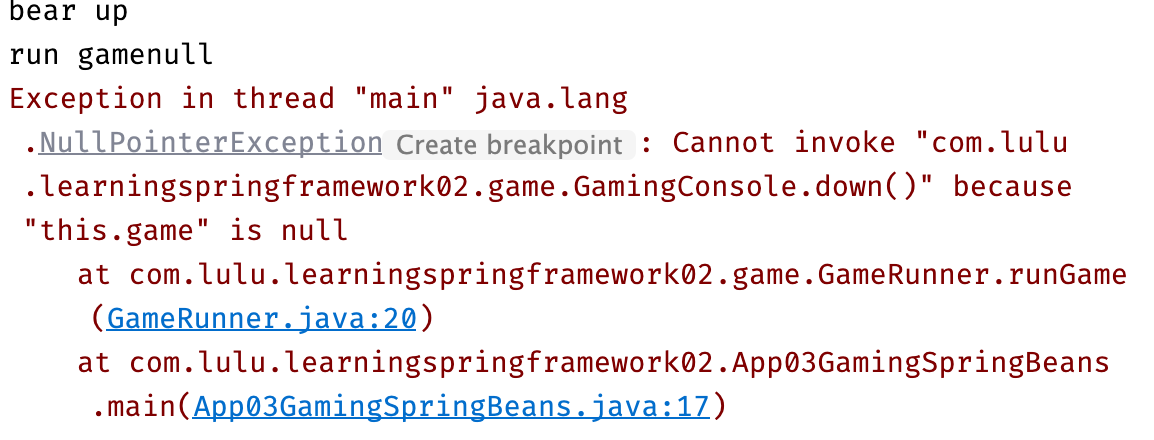 bear up
run gamenull
Exception in thread "main" java.lang
.NullPointerException Create breakpoint : Cannot invoke "com.lulu
.learningspringframework02.game.GamingConsole.down()" because
"this.game" is null
at com.lulu.learningspringframework02.game.GameRunner.runGame
(GameRunner.java:20)
at com.lulu.learningspringframework02.App03GamingSpringBeans
.main(App03GamingSpringBeans.java:17)